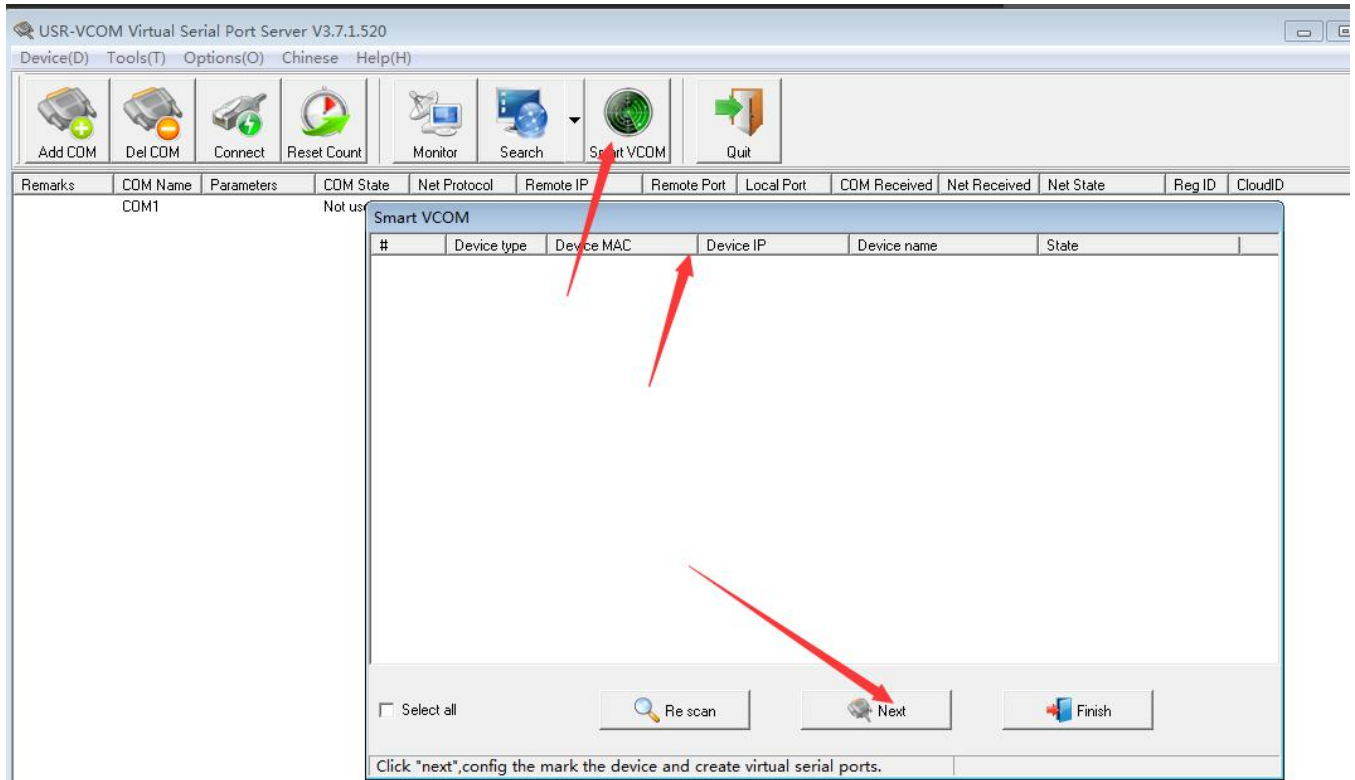 USR-VCOM Virtual Serial Port Server V3.7.1.520
Device(D) Tools(T) Options(O) Chinese Help(H)
Add COM Del COM Connect Reset Count Monitor Search Smart VCOM Quit
Remarks COM Name Parameters COM State Net Protocol Remote IP Remote Port Local Port COM Received Net Received Net State Reg ID CloudID
COM1 Not use
Smart VCOM
# Device type Device MAC Device IP Device name State
Select all Re scan Next Finish
Click "next",config the mark the device and create virtual serial ports.